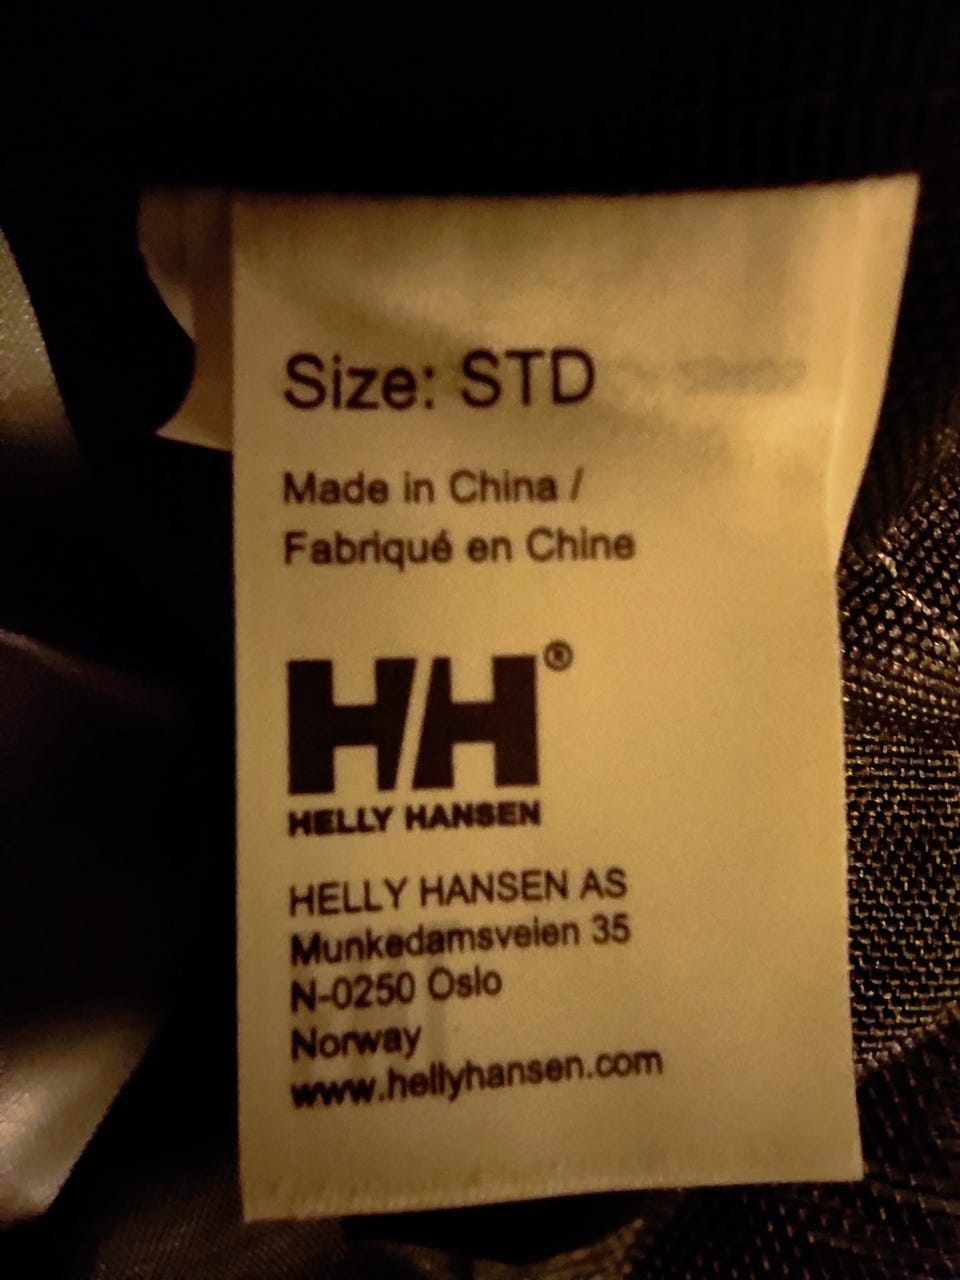 Size: STD
Made in China /
Fabriqué en Chine
HH®
HELLY HANSEN
HELLY HANSEN AS
Munkedamsveien 35
N-0250 Oslo
Norway
www.hellyhansen.com